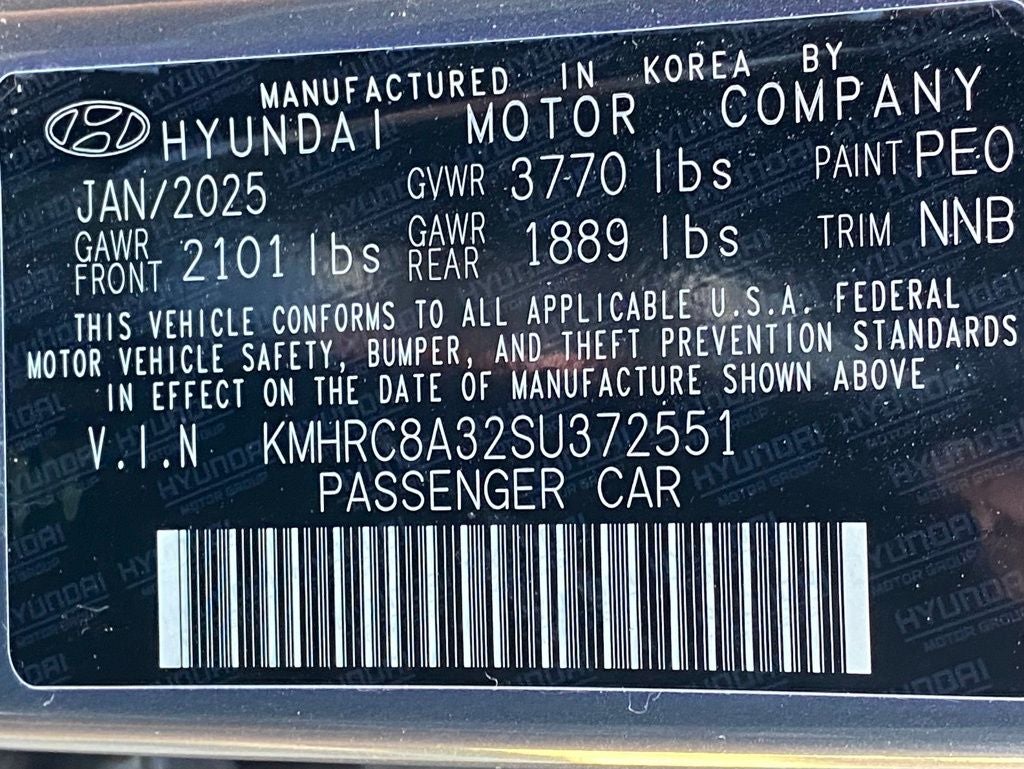 MANUFACTURED IN KOREA BY
HYUNDAI MOTOR COMPANY
JAN/2025 GVWR 3770 lbs PAINT PE0
GAWR FRONT 2101 lbs GAWR REAR 1889 lbs TRIM NNB
THIS VEHICLE CONFORMS TO ALL APPLICABLE U.S.A. FEDERAL
MOTOR VEHICLE SAFETY, BUMPER, AND THEFT PREVENTION STANDARDS
IN EFFECT ON THE DATE OF MANUFACTURE SHOWN ABOVE
V.I.N KMHRC8A32SU372551
PASSENGER CAR